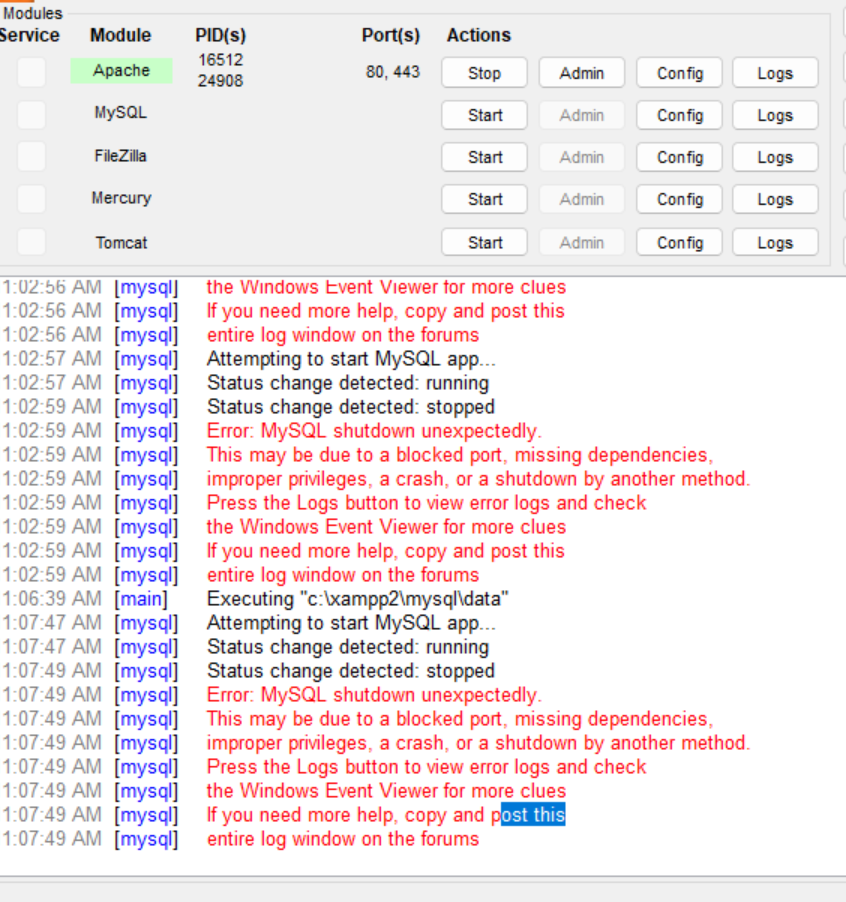 Modules
Service Module PID(s) Port(s) Actions
Apache 16512 24908 80, 443 Stop Admin Config Logs
MySQL Start Admin Config Logs
FileZilla Start Admin Config Logs
Mercury Start Admin Config Logs
Tomcat Start Admin Config Logs
1:02:56 AM [mysql] the Windows Event Viewer for more clues
1:02:56 AM [mysql] If you need more help, copy and post this
1:02:56 AM [mysql] entire log window on the forums
1:02:57 AM [mysql] Attempting to start MySQL app...
1:02:57 AM [mysql] Status change detected: running
1:02:59 AM [mysql] Status change detected: stopped
1:02:59 AM [mysql] Error: MySQL shutdown unexpectedly.
1:02:59 AM [mysql] This may be due to a blocked port, missing dependencies,
1:02:59 AM [mysql] improper privileges, a crash, or a shutdown by another method.
1:02:59 AM [mysql] Press the Logs button to view error logs and check
1:02:59 AM [mysql] the Windows Event Viewer for more clues
1:02:59 AM [mysql] If you need more help, copy and post this
1:02:59 AM [mysql] entire log window on the forums
1:06:39 AM [main] Executing "c:\xampp2\mysql\data"
1:07:47 AM [mysql] Attempting to start MySQL app...
1:07:47 AM [mysql] Status change detected: running
1:07:49 AM [mysql] Status change detected: stopped
1:07:49 AM [mysql] Error: MySQL shutdown unexpectedly.
1:07:49 AM [mysql] This may be due to a blocked port, missing dependencies,
1:07:49 AM [mysql] improper privileges, a crash, or a shutdown by another method.
1:07:49 AM [mysql] Press the Logs button to view error logs and check
1:07:49 AM [mysql] the Windows Event Viewer for more clues
1:07:49 AM [mysql] If you need more help, copy and post this
1:07:49 AM [mysql] entire log window on the forums